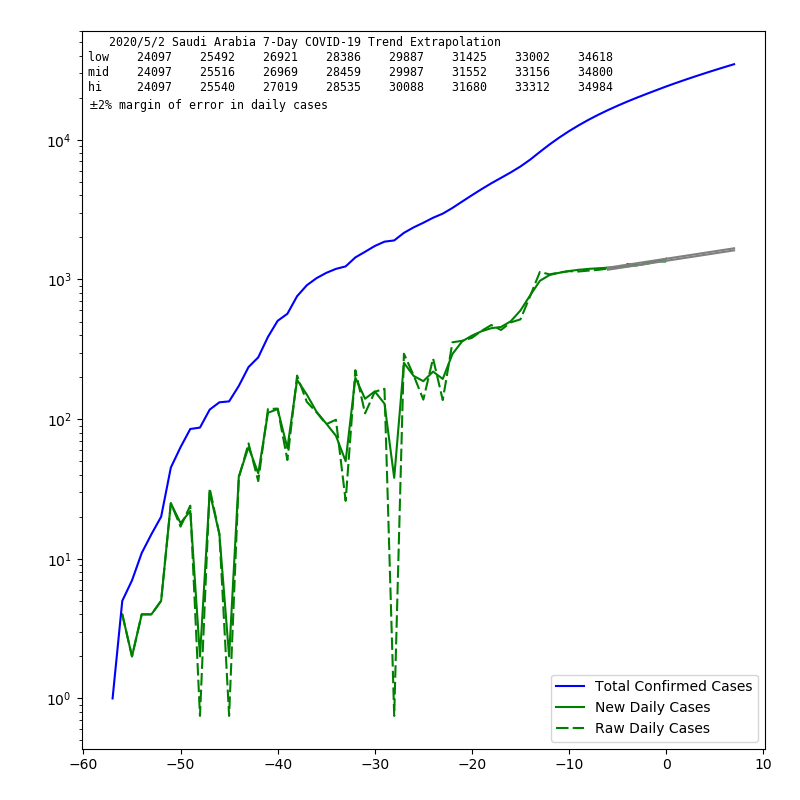 2020/5/2 Saudi Arabia 7-Day COVID-19 Trend Extrapolation
low 24097 25492 26921 28386 29887 31425 33002 34618
mid 24097 25516 26969 28459 29987 31552 33156 34800
hi 24097 25540 27019 28535 30088 31680 33312 34984
±2% margin of error in daily cases
10⁴
10³
10²
10¹
10⁰
Total Confirmed Cases
New Daily Cases
Raw Daily Cases
−60 −50 −40 −30 −20 −10 0 10